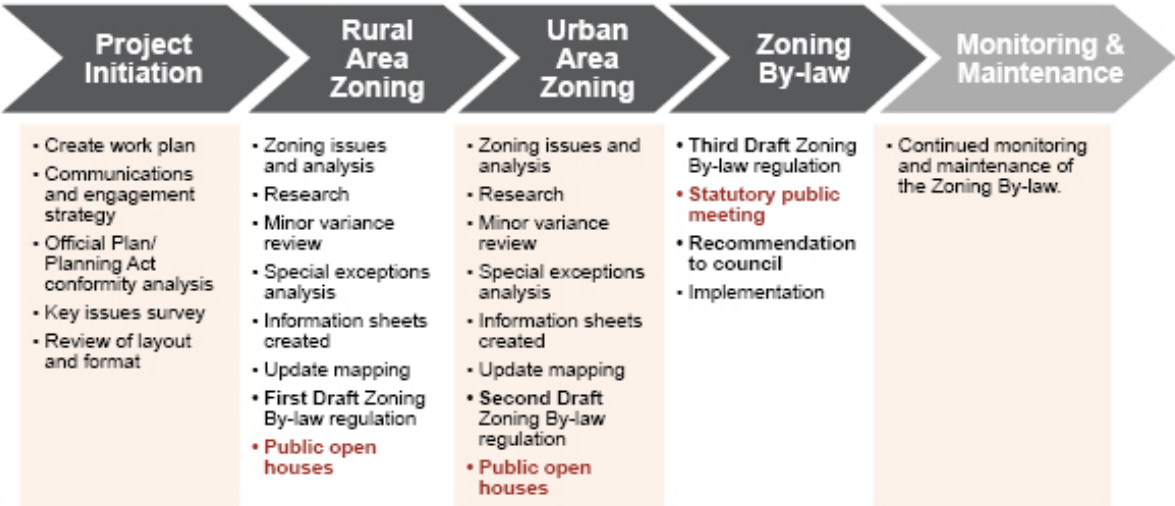 Project
Initiation
Rural
Area
Zoning
Urban
Area
Zoning
Zoning
By-law
Monitoring &
Maintenance
• Create work plan
• Communications
and engagement
strategy
• Official Plan/
Planning Act
conformity analysis
• Key issues survey
• Review of layout
and format
• Zoning issues
and analysis
• Research
• Minor variance
review
• Special exceptions
analysis
• Information sheets
created
• Update mapping
• First Draft Zoning
By-law regulation
• Public open
houses
• Zoning issues and
analysis
• Research
• Minor variance
review
• Special exceptions
analysis
• Information sheets
created
• Update mapping
• Second Draft
Zoning By-law
regulation
• Public open
houses
• Third Draft Zoning
By-law regulation
• Statutory public
meeting
• Recommendation
to council
• Implementation
• Continued monitoring
and maintenance of
the Zoning By-law.